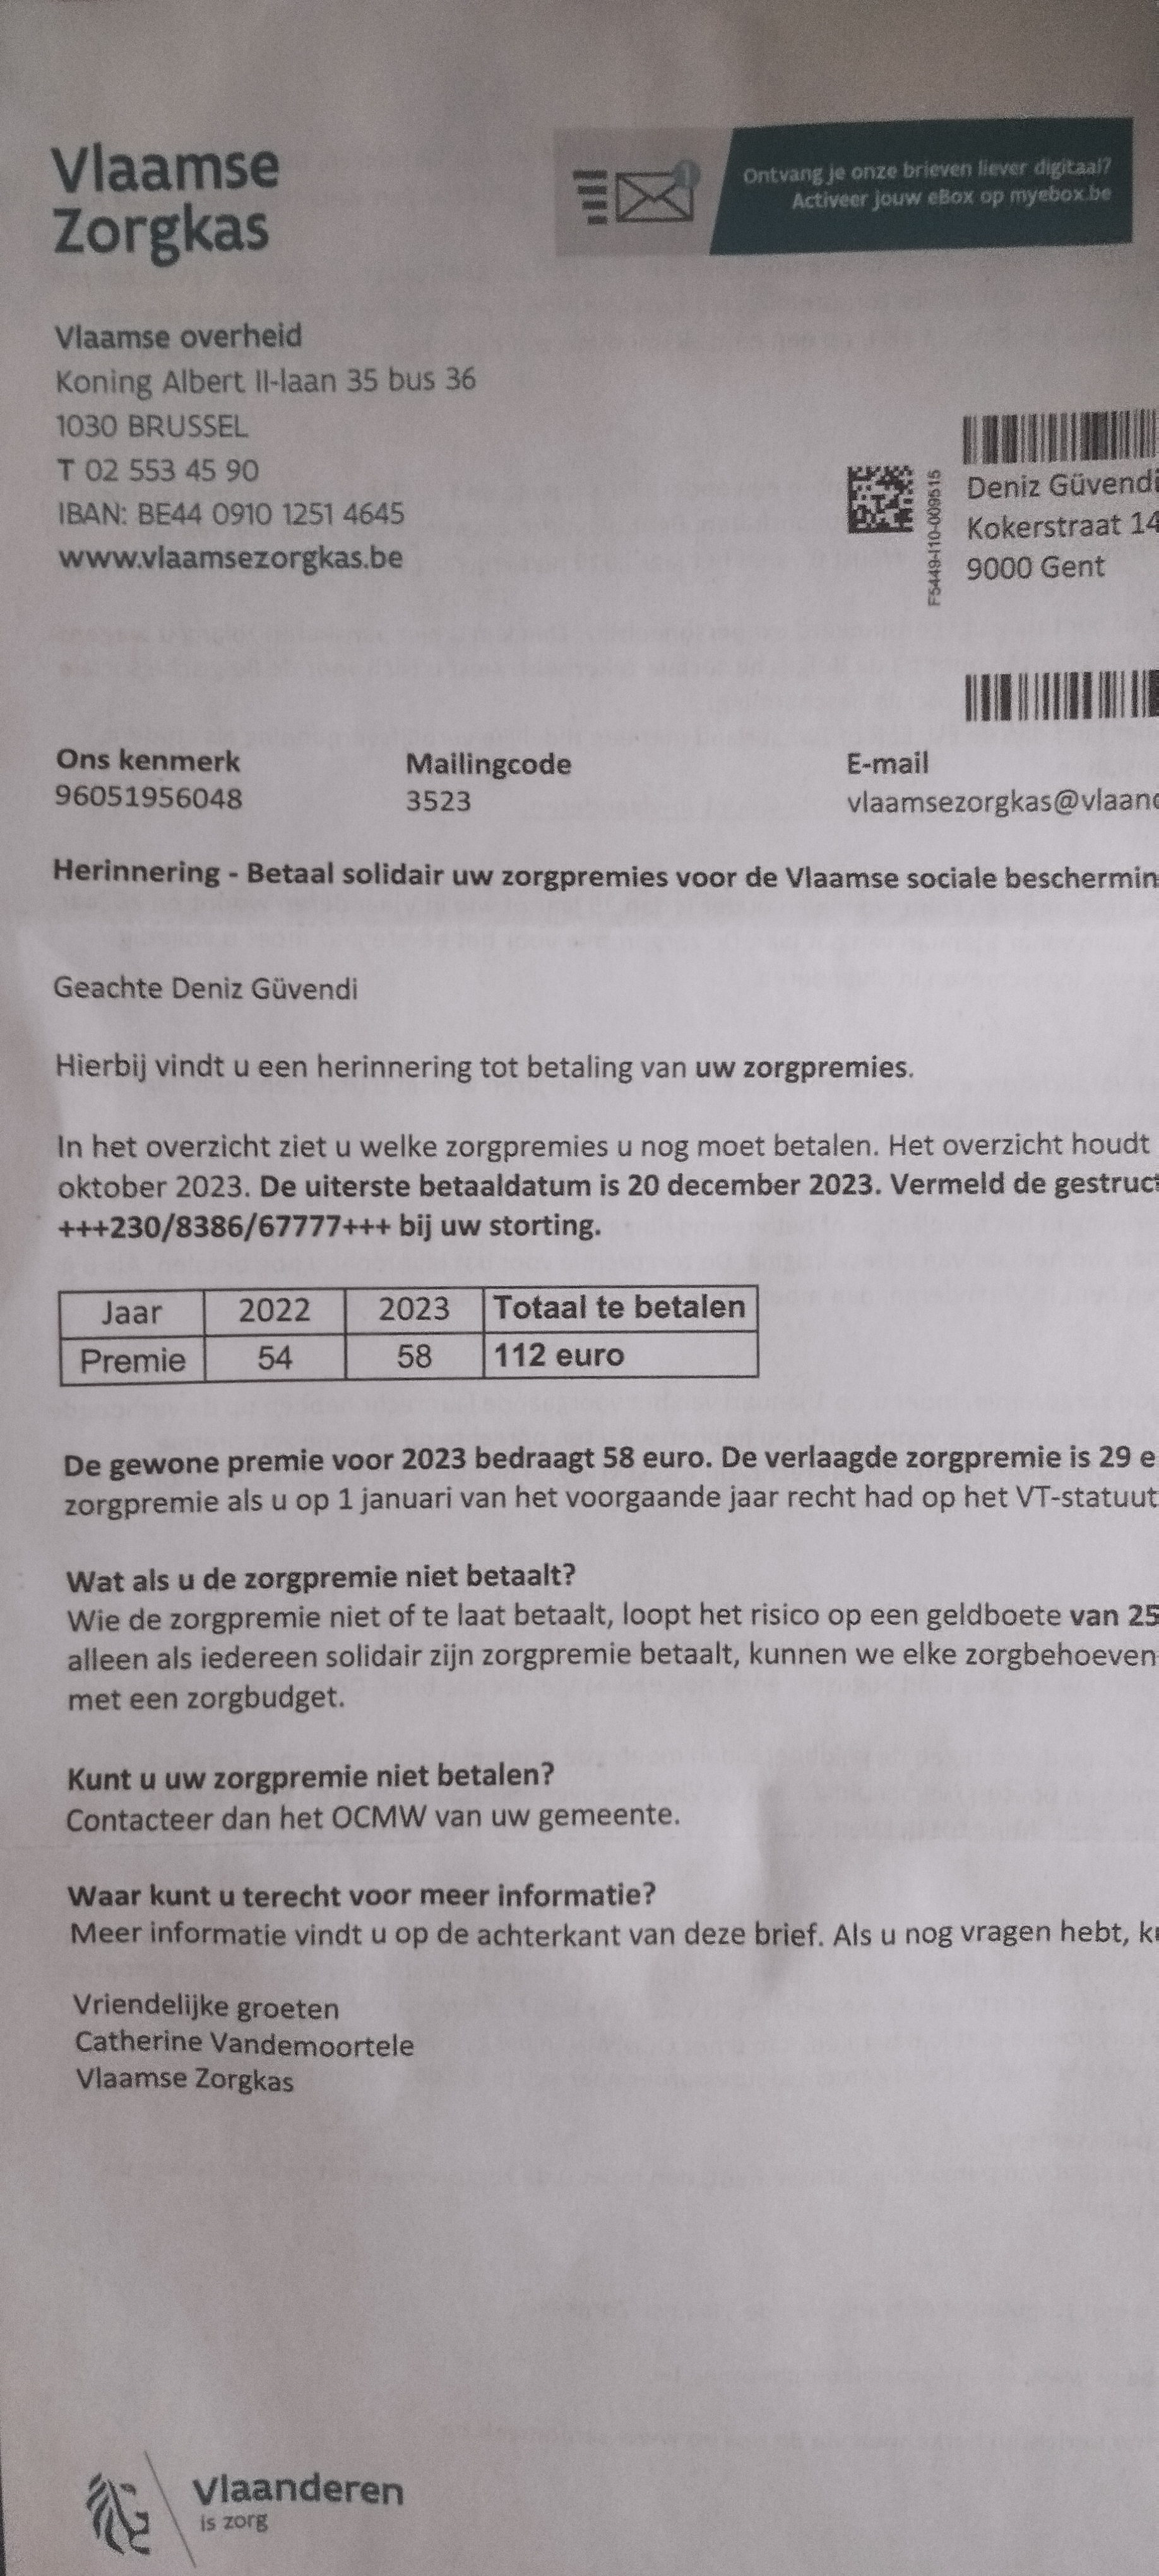 Vlaamse
Zorgkas
Ontvang je onze brieven liever digitaal?
Activeer jouw eBox op myebox.be
Vlaamse overheid
Koning Albert II-laan 35 bus 36
1030 BRUSSEL
T 02 553 45 90
IBAN: BE44 0910 1251 4645
www.vlaamsezorgkas.be
F5449-I10-009515
Deniz Güvendi
Kokerstraat 14
9000 Gent
Ons kenmerk
96051956048
Mailingcode
3523
E-mail
vlaamsezorgkas@vlaand
Herinnering - Betaal solidair uw zorgpremies voor de Vlaamse sociale beschermin
Geachte Deniz Güvendi
Hierbij vindt u een herinnering tot betaling van uw zorgpremies.
In het overzicht ziet u welke zorgpremies u nog moet betalen. Het overzicht houdt
oktober 2023. De uiterste betaaldatum is 20 december 2023. Vermeld de gestruct
+++230/8386/67777+++ bij uw storting.
Jaar 2022 2023 Totaal te betalen
Premie 54 58 112 euro
De gewone premie voor 2023 bedraagt 58 euro. De verlaagde zorgpremie is 29 e
zorgpremie als u op 1 januari van het voorgaande jaar recht had op het VT-statuut
Wat als u de zorgpremie niet betaalt?
Wie de zorgpremie niet of te laat betaalt, loopt het risico op een geldboete van 25
alleen als iedereen solidair zijn zorgpremie betaalt, kunnen we elke zorgbehoeven
met een zorgbudget.
Kunt u uw zorgpremie niet betalen?
Contacteer dan het OCMW van uw gemeente.
Waar kunt u terecht voor meer informatie?
Meer informatie vindt u op de achterkant van deze brief. Als u nog vragen hebt, k
Vriendelijke groeten
Catherine Vandemoortele
Vlaamse Zorgkas
Vlaanderen
is zorg